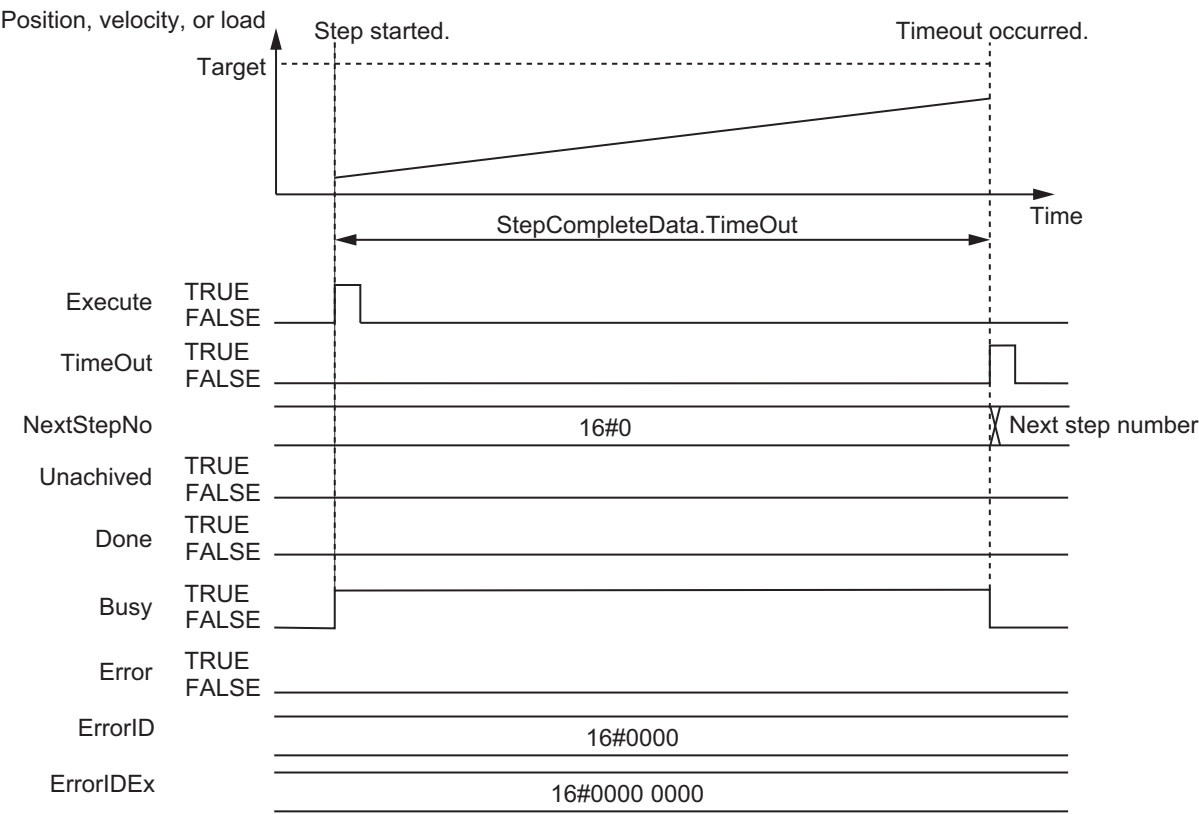 Position, velocity, or load
Step started.
Timeout occurred.
Target
Time
StepCompleteData.TimeOut
Execute TRUE
FALSE
TimeOut TRUE
FALSE
NextStepNo 16#0 Next step number
Unachived TRUE
FALSE
Done TRUE
FALSE
Busy TRUE
FALSE
Error TRUE
FALSE
ErrorID 16#0000
ErrorIDEx 16#0000 0000